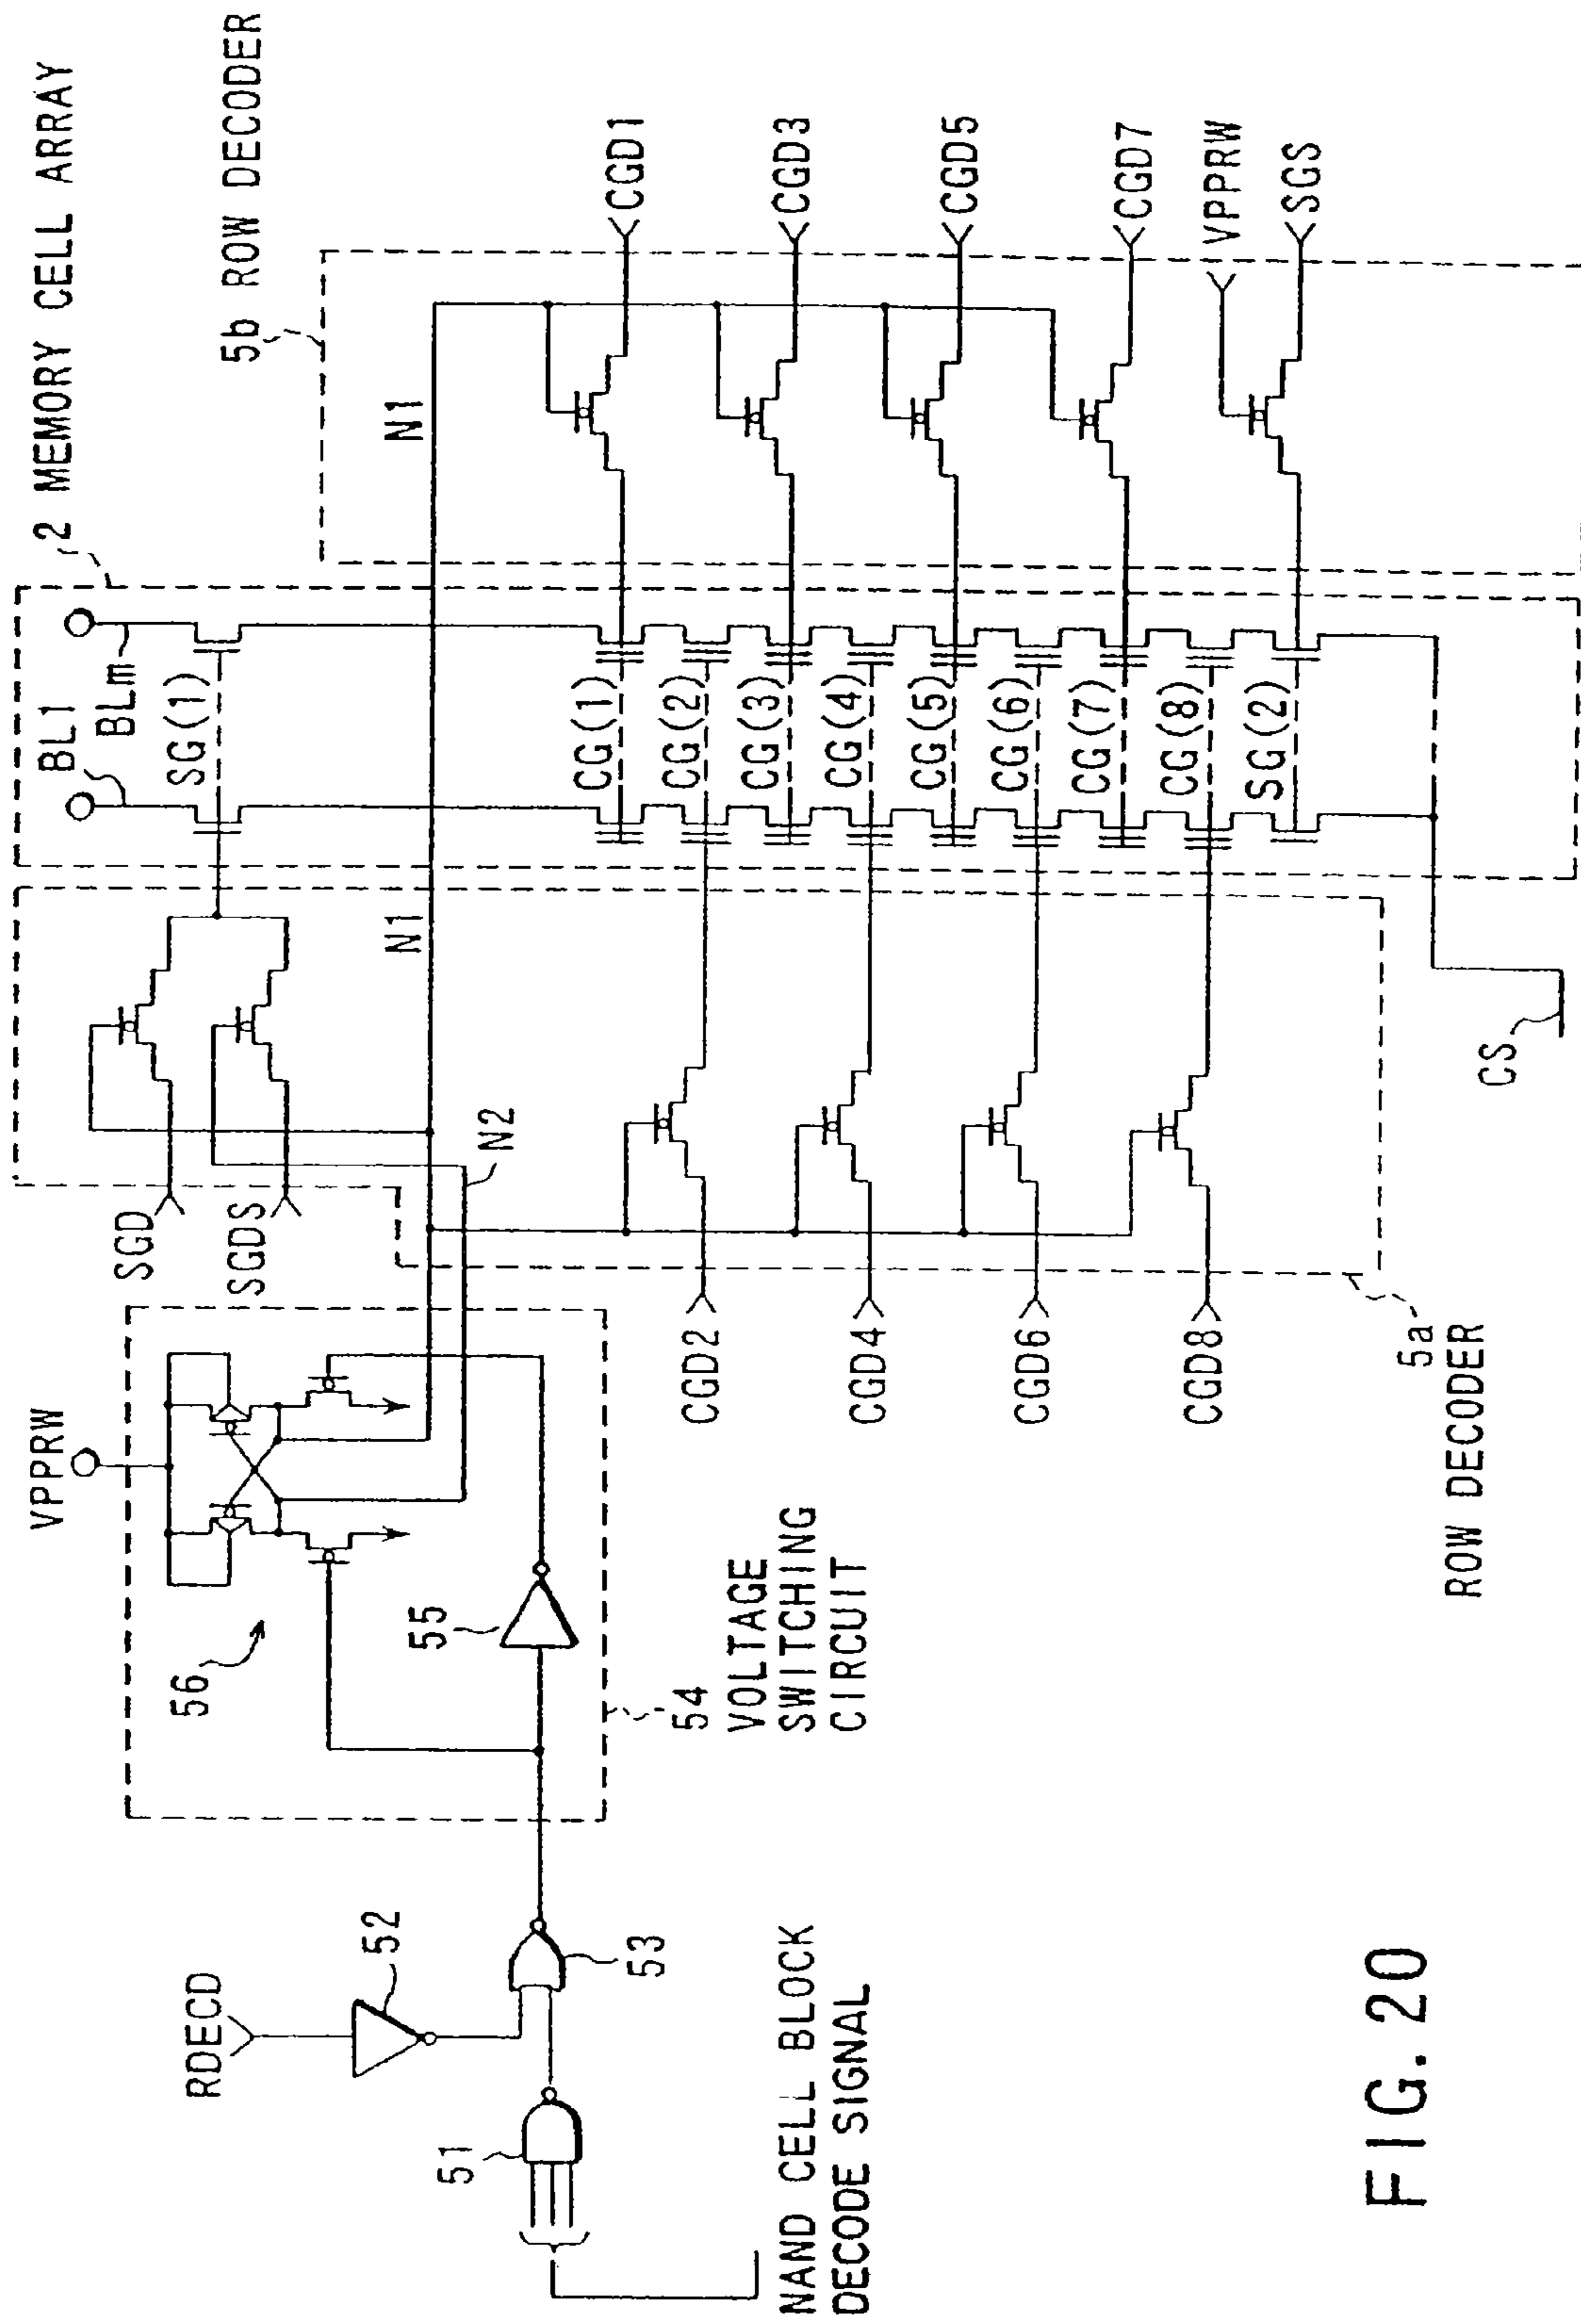 2 MEMORY CELL ARRAY
5b ROW DECODER
BL1
BLm
SG(1)
N1
N1
N2
SGD
SGDS
VPPRW
56
55
54
VOLTAGE
SWITCHING
CIRCUIT
RDECD
52
53
51
NAND CELL BLOCK
DECODE SIGNAL
CG(1)
CG(2)
CG(3)
CG(4)
CG(5)
CG(6)
CG(7)
CG(8)
SG(2)
CGD1
CGD3
CGD5
CGD7
VPPRW
SGS
CGD2
CGD4
CGD6
CGD8
5a
ROW DECODER
CS
FIG. 20